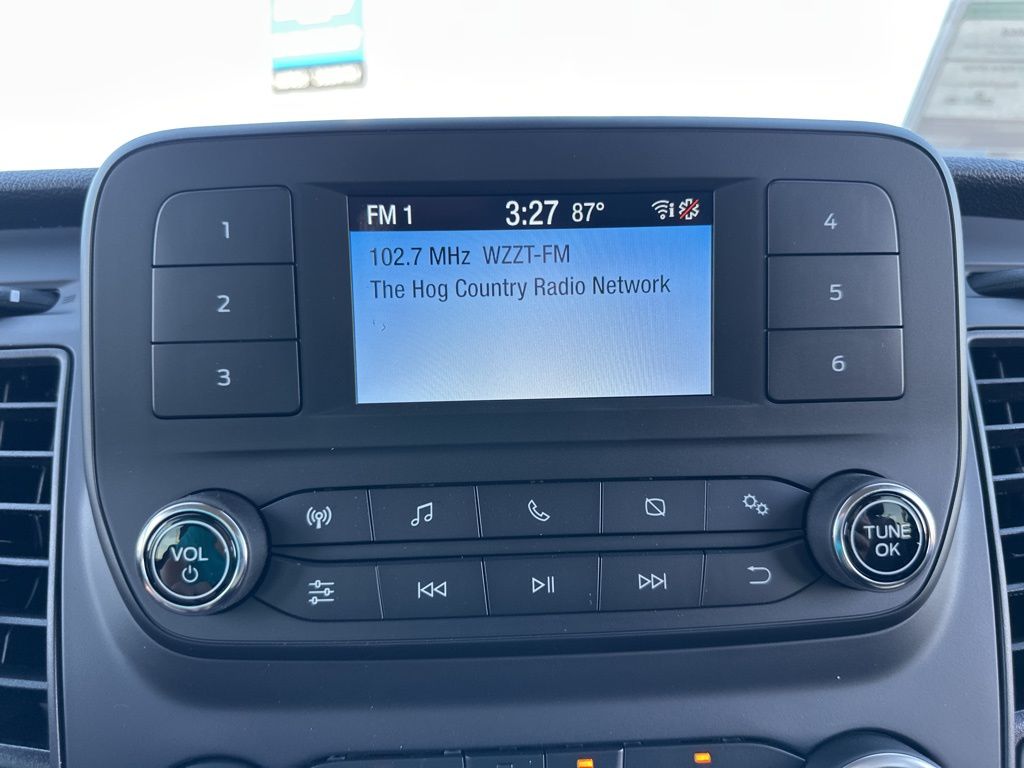 FM 1 3:27 87°
102.7 MHz WZZT-FM
The Hog Country Radio Network
1
2
3
4
5
6
VOL
TUNE
OK